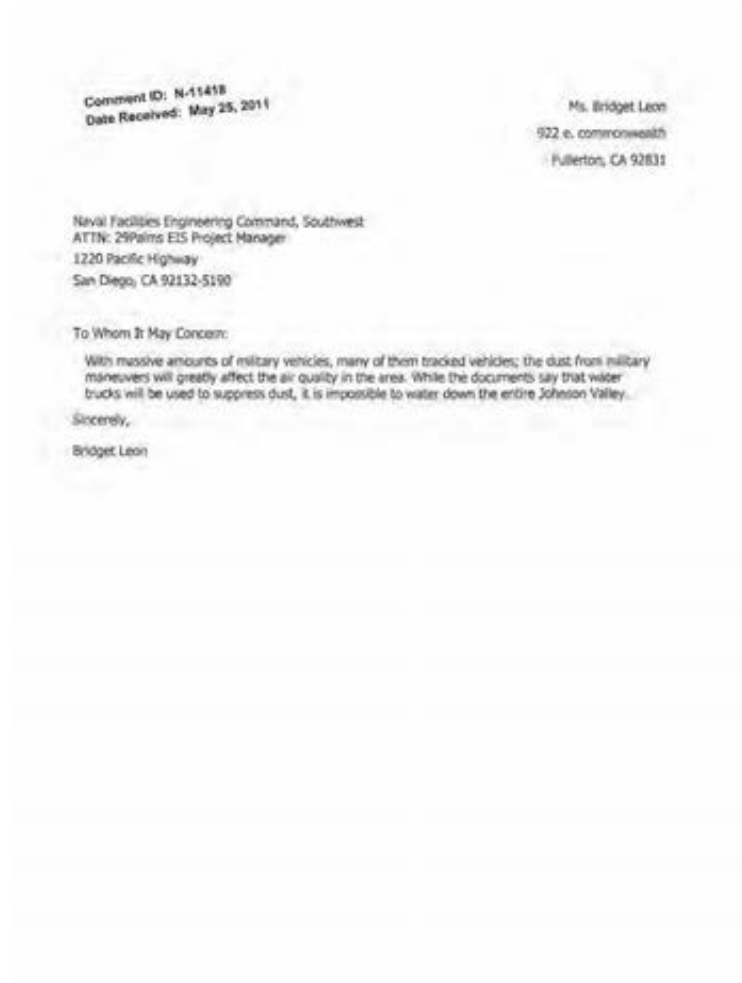 Comment ID: N-11418
Date Received: May 25, 2011
Ms. Bridget Leon
922 e. commonwealth
Fullerton, CA 92831
Naval Facilities Engineering Command, Southwest
ATTN: 29Palms EIS Project Manager
1220 Pacific Highway
San Diego, CA 92132-5190
To Whom It May Concern:
With massive amounts of military vehicles, many of them tracked vehicles; the dust from military
maneuvers will greatly affect the air quality in the area. While the documents say that water
trucks will be used to suppress dust, it is impossible to water down the entire Johnson Valley.
Sincerely,
Bridget Leon